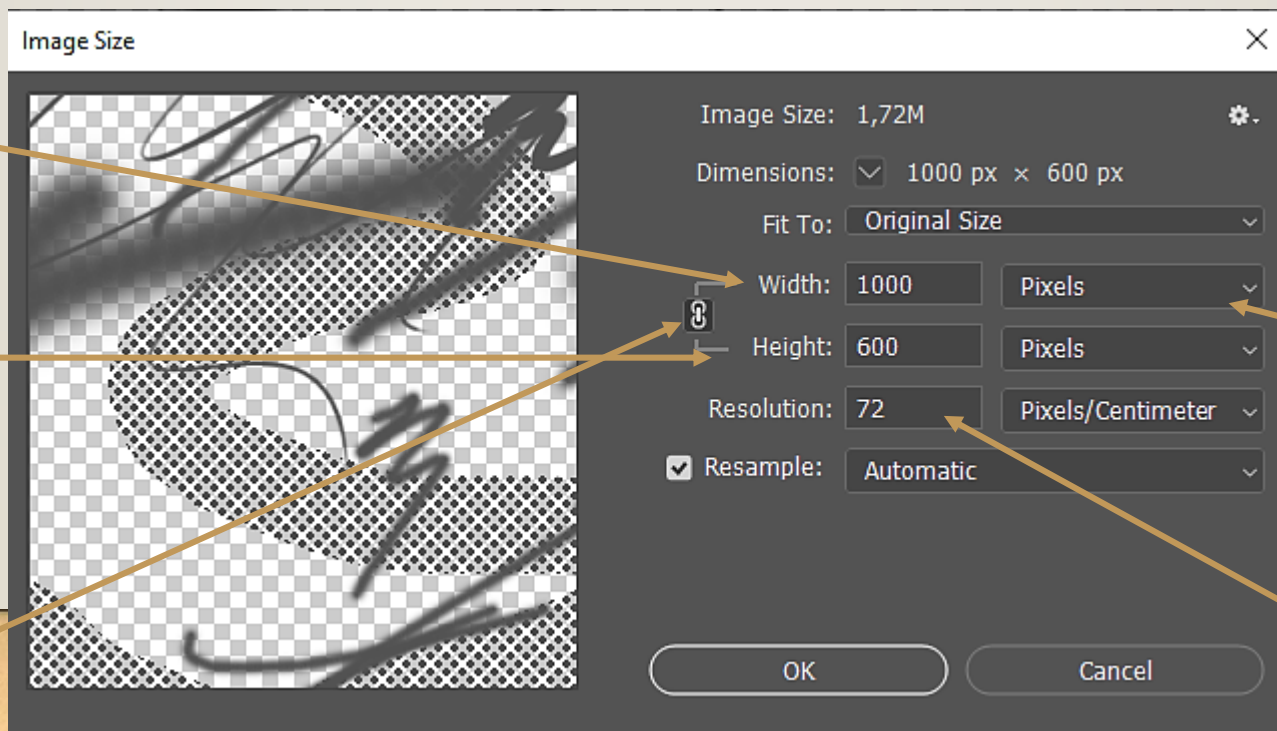 Image Size
Image Size: 1,72M
Dimensions: 1000 px × 600 px
Fit To: Original Size
Width: 1000 Pixels
Height: 600 Pixels
Resolution: 72 Pixels/Centimeter
Resample: Automatic
OK Cancel